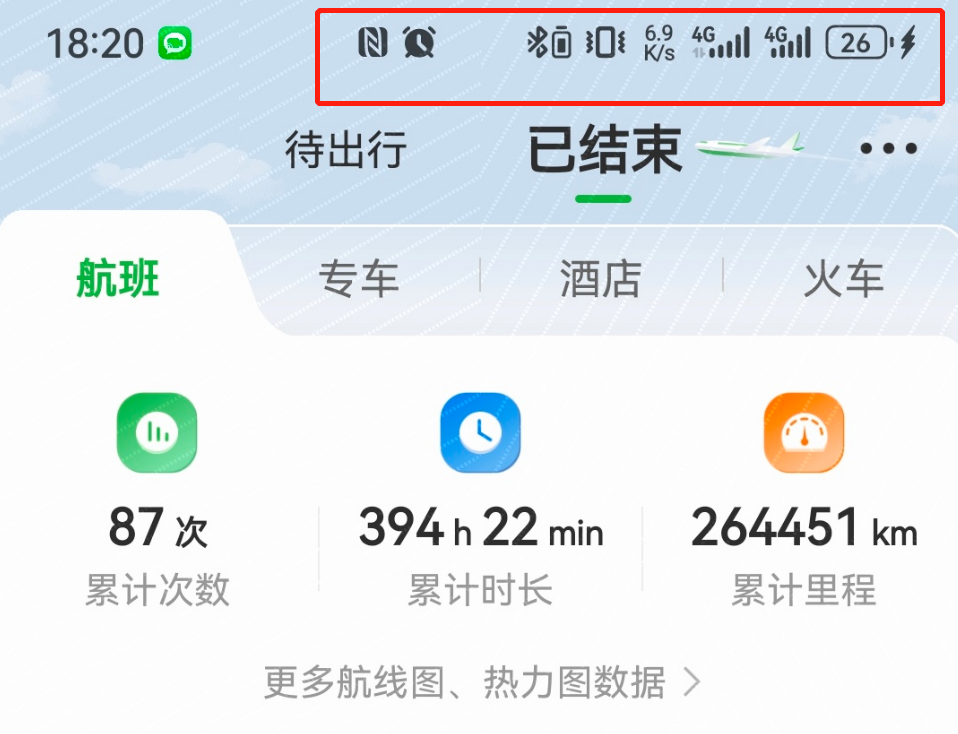 18:20 6.9 K/s 4G 4G 26
待出行 已结束
航班 专车 酒店 火车
87 次 394 h 22 min 264451 km
累计次数 累计时长 累计里程
更多航线图、热力图数据